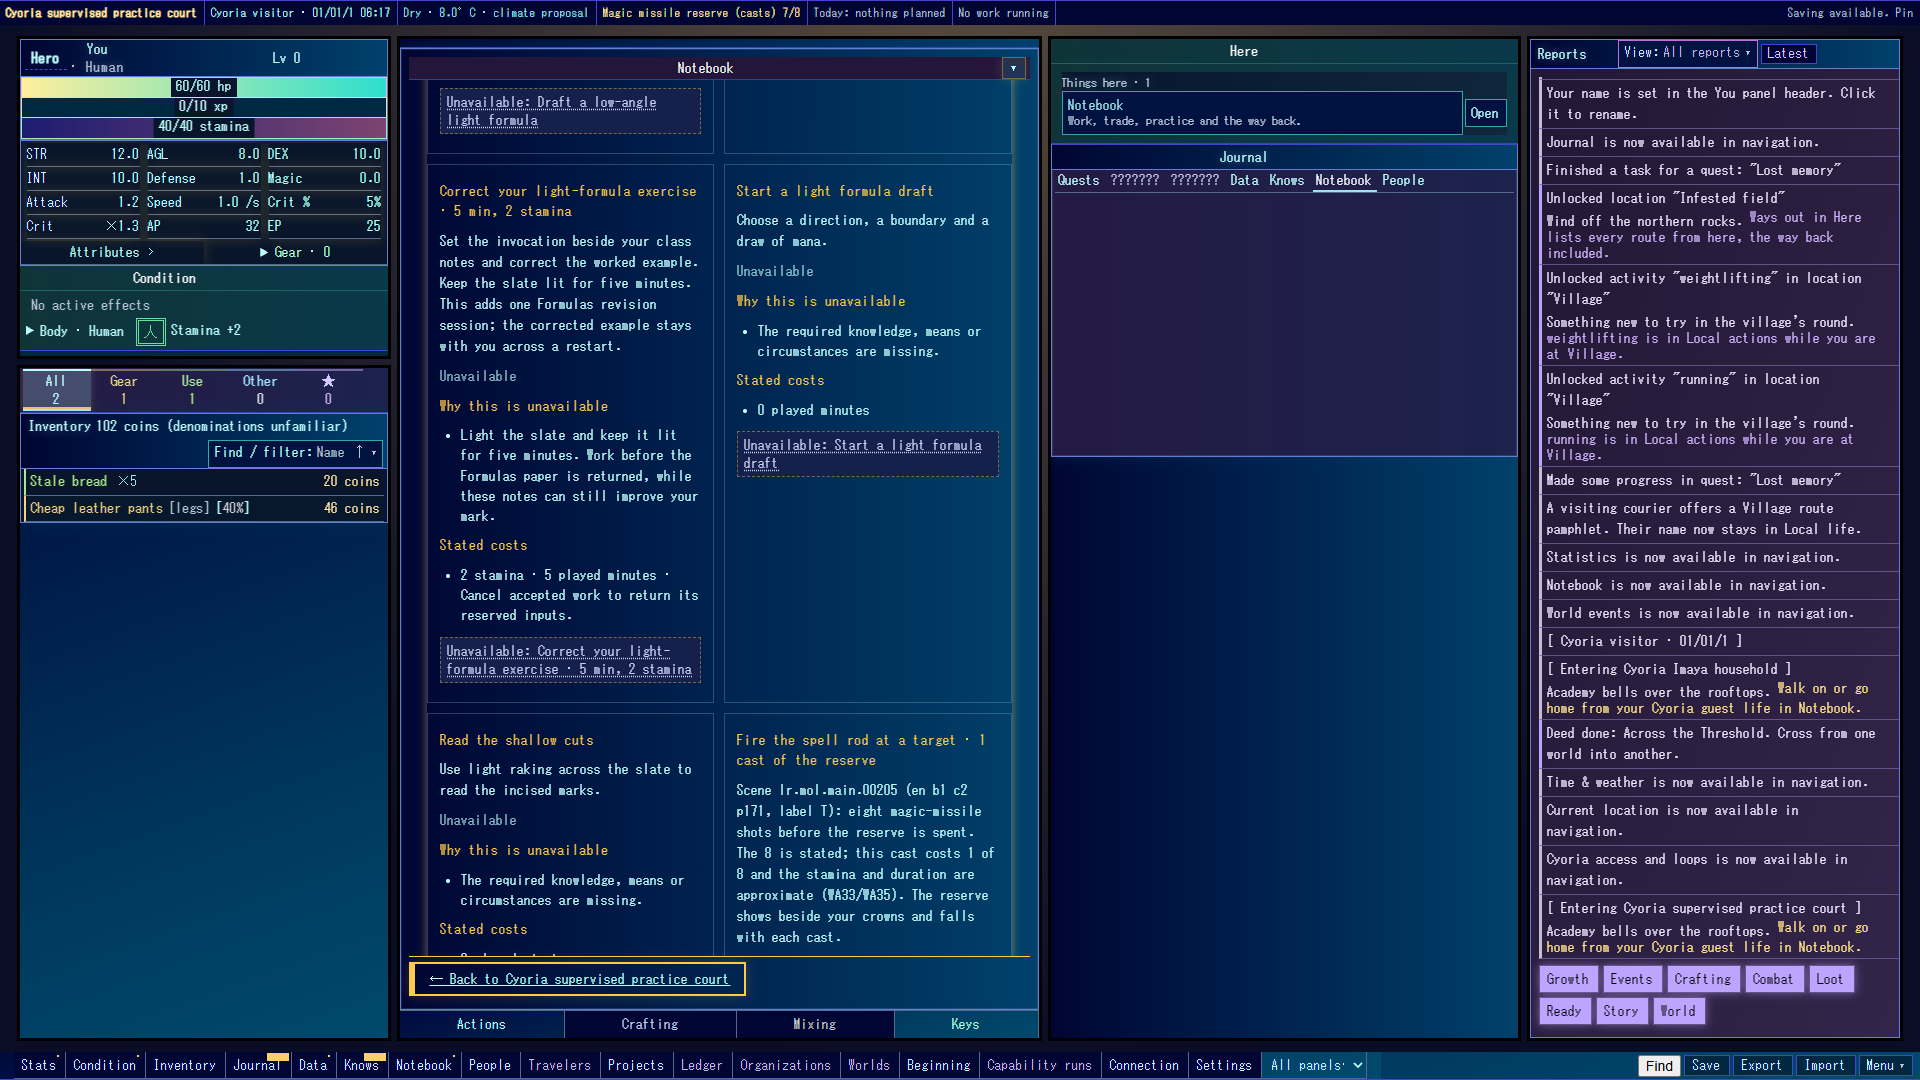 Cyoria supervised practice court
Cyoria visitor · 01/01/1 06:17
Dry · 8.0° C · climate proposal
Magic missile reserve (casts) 7/8
Today: nothing planned
No work running
Saving available. Pin
Hero · You
Human
Lv 0
60/60 hp
0/10 xp
40/40 stamina
STR 12.0 AGL 8.0 DEX 10.0
INT 10.0 Defense 1.0 Magic 0.0
Attack 1.2 Speed 1.0 /s Crit % 5%
Crit ×1.3 AP 32 EP 25
Attributes >
▶ Gear · 0
Condition
No active effects
▶ Body · Human 人 Stamina +2
All 2
Gear 1
Use 1
Other 0
★ 0
Inventory 102 coins (denominations unfamiliar)
Find / filter: Name ↑ ▾
Stale bread ×5 20 coins
Cheap leather pants [legs] [40%] 46 coins
Notebook
▾
Unavailable: Draft a low-angle
light formula
Correct your light-formula exercise
· 5 min, 2 stamina
Set the invocation beside your class
notes and correct the worked example.
Keep the slate lit for five minutes.
This adds one Formulas revision
session; the corrected example stays
with you across a restart.
Unavailable
Why this is unavailable
• Light the slate and keep it lit
for five minutes. Work before the
Formulas paper is returned, while
these notes can still improve your
mark.
Stated costs
• 2 stamina · 5 played minutes ·
Cancel accepted work to return its
reserved inputs.
Unavailable: Correct your light-
formula exercise · 5 min, 2 stamina
Start a light formula draft
Choose a direction, a boundary and a
draw of mana.
Unavailable
Why this is unavailable
• The required knowledge, means or
circumstances are missing.
Stated costs
• 0 played minutes
Unavailable: Start a light formula
draft
Read the shallow cuts
Use light raking across the slate to
read the incised marks.
Unavailable
Why this is unavailable
• The required knowledge, means or
circumstances are missing.
Stated costs
Fire the spell rod at a target · 1
cast of the reserve
Scene lr.mol.main.00205 (en b1 c2
p171, label T): eight magic-missile
shots before the reserve is spent.
The 8 is stated; this cast costs 1 of
8 and the stamina and duration are
approximate (WA33/WA35). The reserve
shows beside your crowns and falls
with each cast.
← Back to Cyoria supervised practice court
Actions
Crafting
Mixing
Keys
Here
Things here · 1
Notebook
Work, trade, practice and the way back.
Open
Journal
Quests ??????? ??????? Data Knows Notebook People
Reports
View: All reports ▾
Latest
Your name is set in the You panel header. Click
it to rename.
Journal is now available in navigation.
Finished a task for a quest: "Lost memory"
Unlocked location "Infested field"
Wind off the northern rocks. Ways out in Here
lists every route from here, the way back
included.
Unlocked activity "weightlifting" in location
"Village"
Something new to try in the village's round.
weightlifting is in Local actions while you are
at Village.
Unlocked activity "running" in location
"Village"
Something new to try in the village's round.
running is in Local actions while you are at
Village.
Made some progress in quest: "Lost memory"
A visiting courier offers a Village route
pamphlet. Their name now stays in Local life.
Statistics is now available in navigation.
Notebook is now available in navigation.
World events is now available in navigation.
[ Cyoria visitor · 01/01/1 ]
[ Entering Cyoria Imaya household ]
Academy bells over the rooftops. Walk on or go
home from your Cyoria guest life in Notebook.
Deed done: Across the Threshold. Cross from one
world into another.
Time & weather is now available in navigation.
Current location is now available in
navigation.
Cyoria access and loops is now available in
navigation.
[ Entering Cyoria supervised practice court ]
Academy bells over the rooftops. Walk on or go
home from your Cyoria guest life in Notebook.
Growth
Events
Crafting
Combat
Loot
Ready
Story
World
Stats
Condition
Inventory
Journal
Data
Knows
Notebook
People
Travelers
Projects
Ledger
Organizations
Worlds
Beginning
Capability runs
Connection
Settings
All panels
Find
Save
Export
Import
Menu ▾